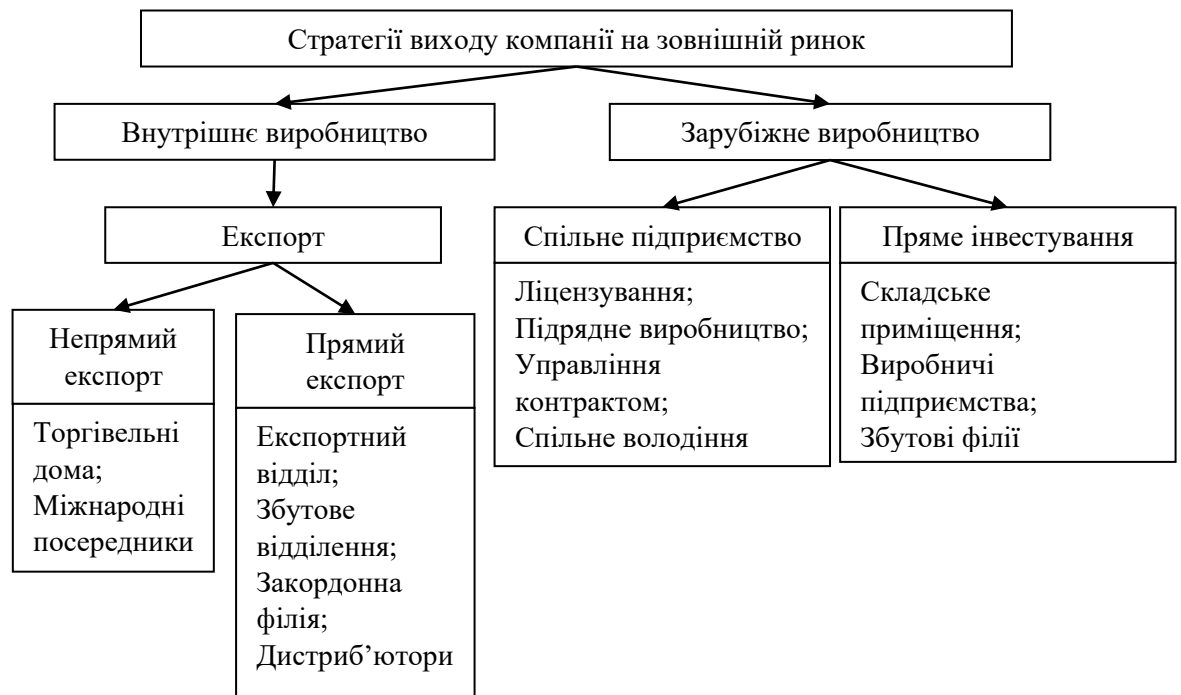 Стратегії виходу компанії на зовнішній ринок
Внутрішнє виробництво
Зарубіжне виробництво
Експорт
Спільне підприємство
Пряме інвестування
Непрямий
експорт
Торгівельні
дома;
Міжнародні
посередники
Прямий
експорт
Експортний
відділ;
Збутове
відділення;
Закордонна
філія;
Дистриб’ютори
Ліцензування;
Підрядне виробництво;
Управління
контрактом;
Спільне володіння
Складське
приміщення;
Виробничі
підприємства;
Збутові філії